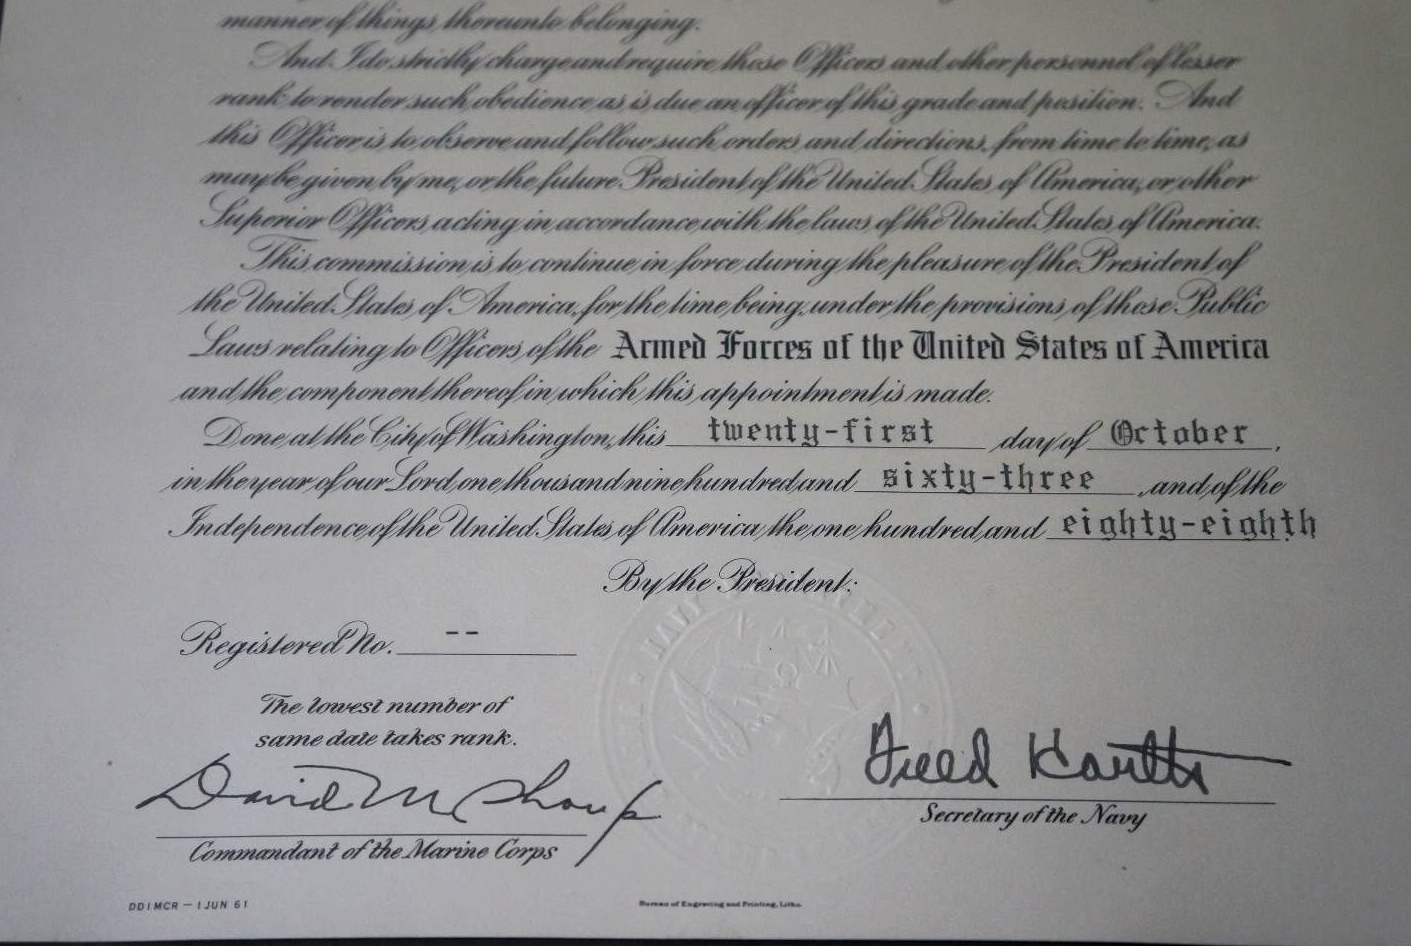 manner of things thereunto belonging.
And I do strictly charge and require those Officers and other personnel of lesser
rank to render such obedience as is due an officer of this grade and position. And
this Officer is to observe and follow such orders and directions, from time to time, as
may be given by me, or the future President of the United States of America, or other
Superior Officers acting in accordance with the laws of the United States of America.
This commission is to continue in force during the pleasure of the President of
the United States of America, for the time being, under the provisions of those Public
Laws relating to Officers of the Armed Forces of the United States of America
and the component thereof in which this appointment is made.
Done at the City of Washington, this twenty-first day of October,
in the year of our Lord one thousand nine hundred and sixty-three, and of the
Independence of the United States of America the one hundred and eighty-eighth
By the President:
Registered No. --
The lowest number of
same date takes rank.
David M Shoup
Commandant of the Marine Corps
Fred Korth
Secretary of the Navy
DD1MCR — 1 JUN 61
Bureau of Engraving and Printing, Litho.